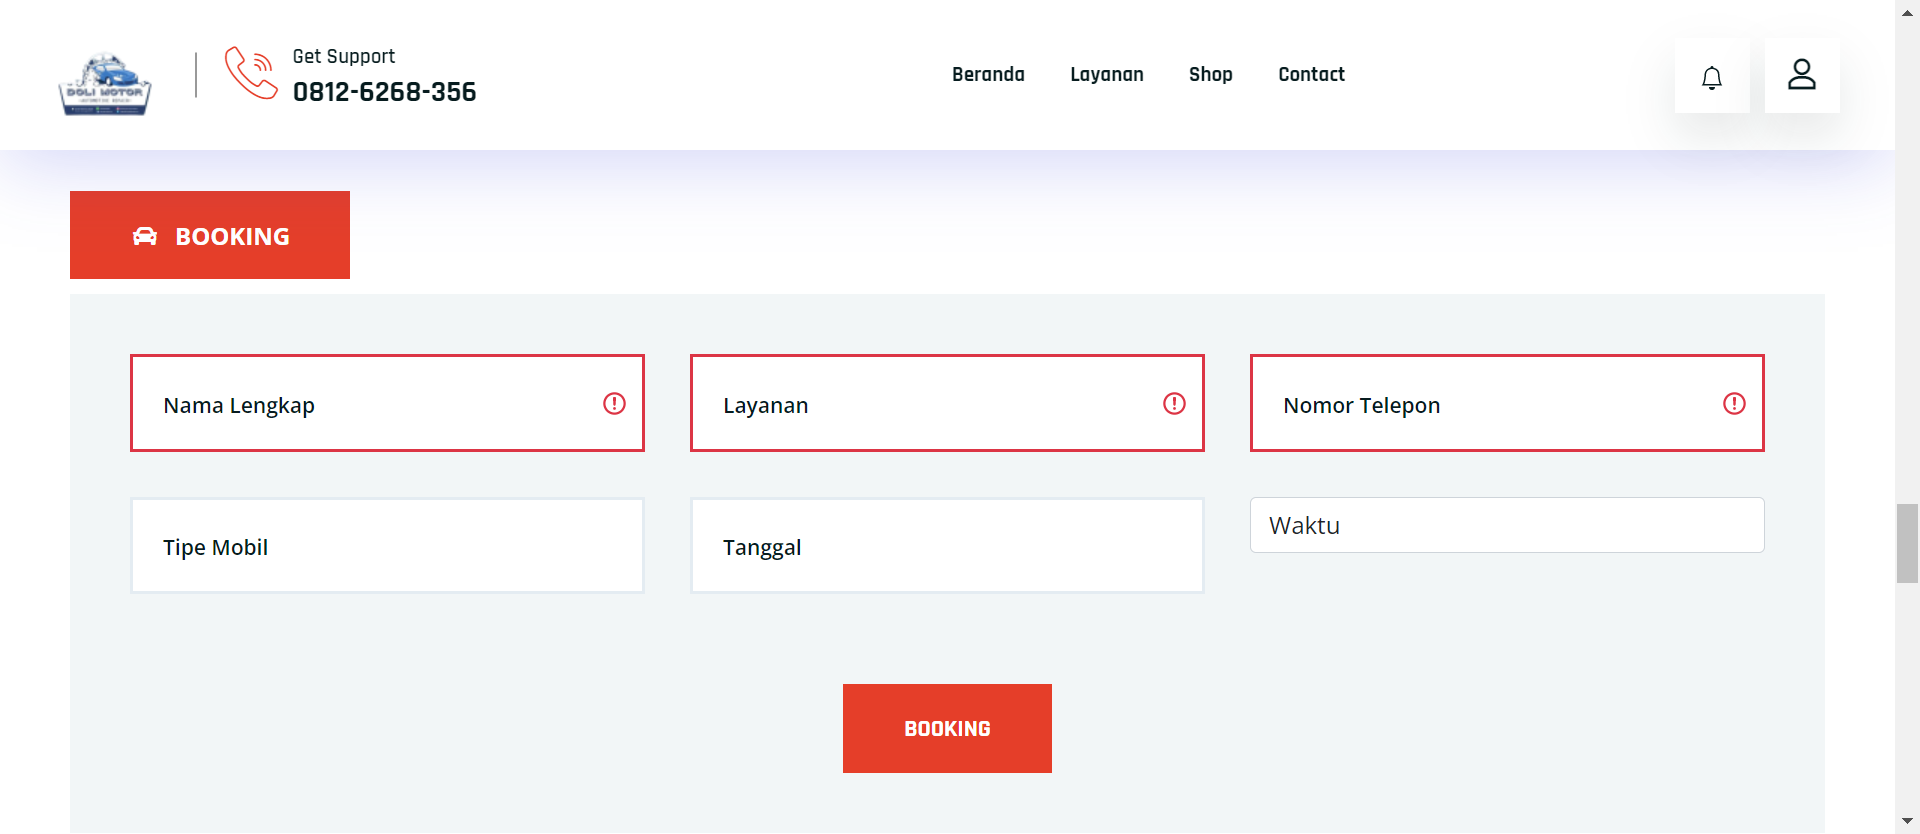 DOLI MOTOR
Get Support
0812-6268-356
Beranda
Layanan
Shop
Contact
BOOKING
Nama Lengkap
Layanan
Nomor Telepon
Tipe Mobil
Tanggal
Waktu
BOOKING